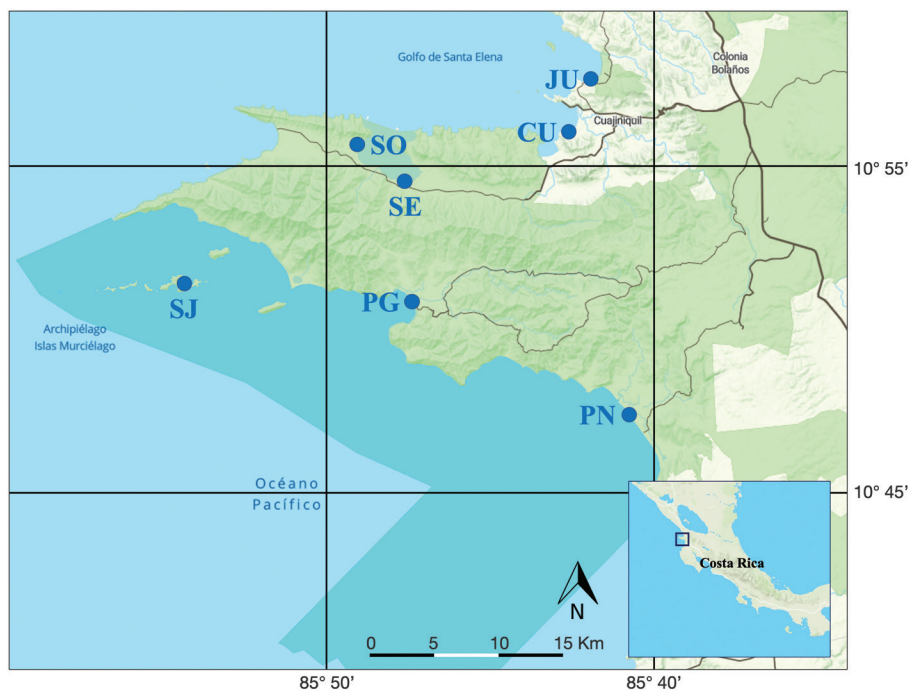 Golfo de Santa Elena
Colonia
Bolaños
JU
Cuajiniquil
CU
SO
10° 55'
SE
SJ
PG
Archipiélago
Islas Murciélago
PN
Océano
Pacífico
10° 45'
Costa Rica
N
0 5 10 15 Km
85° 50' 85° 40'